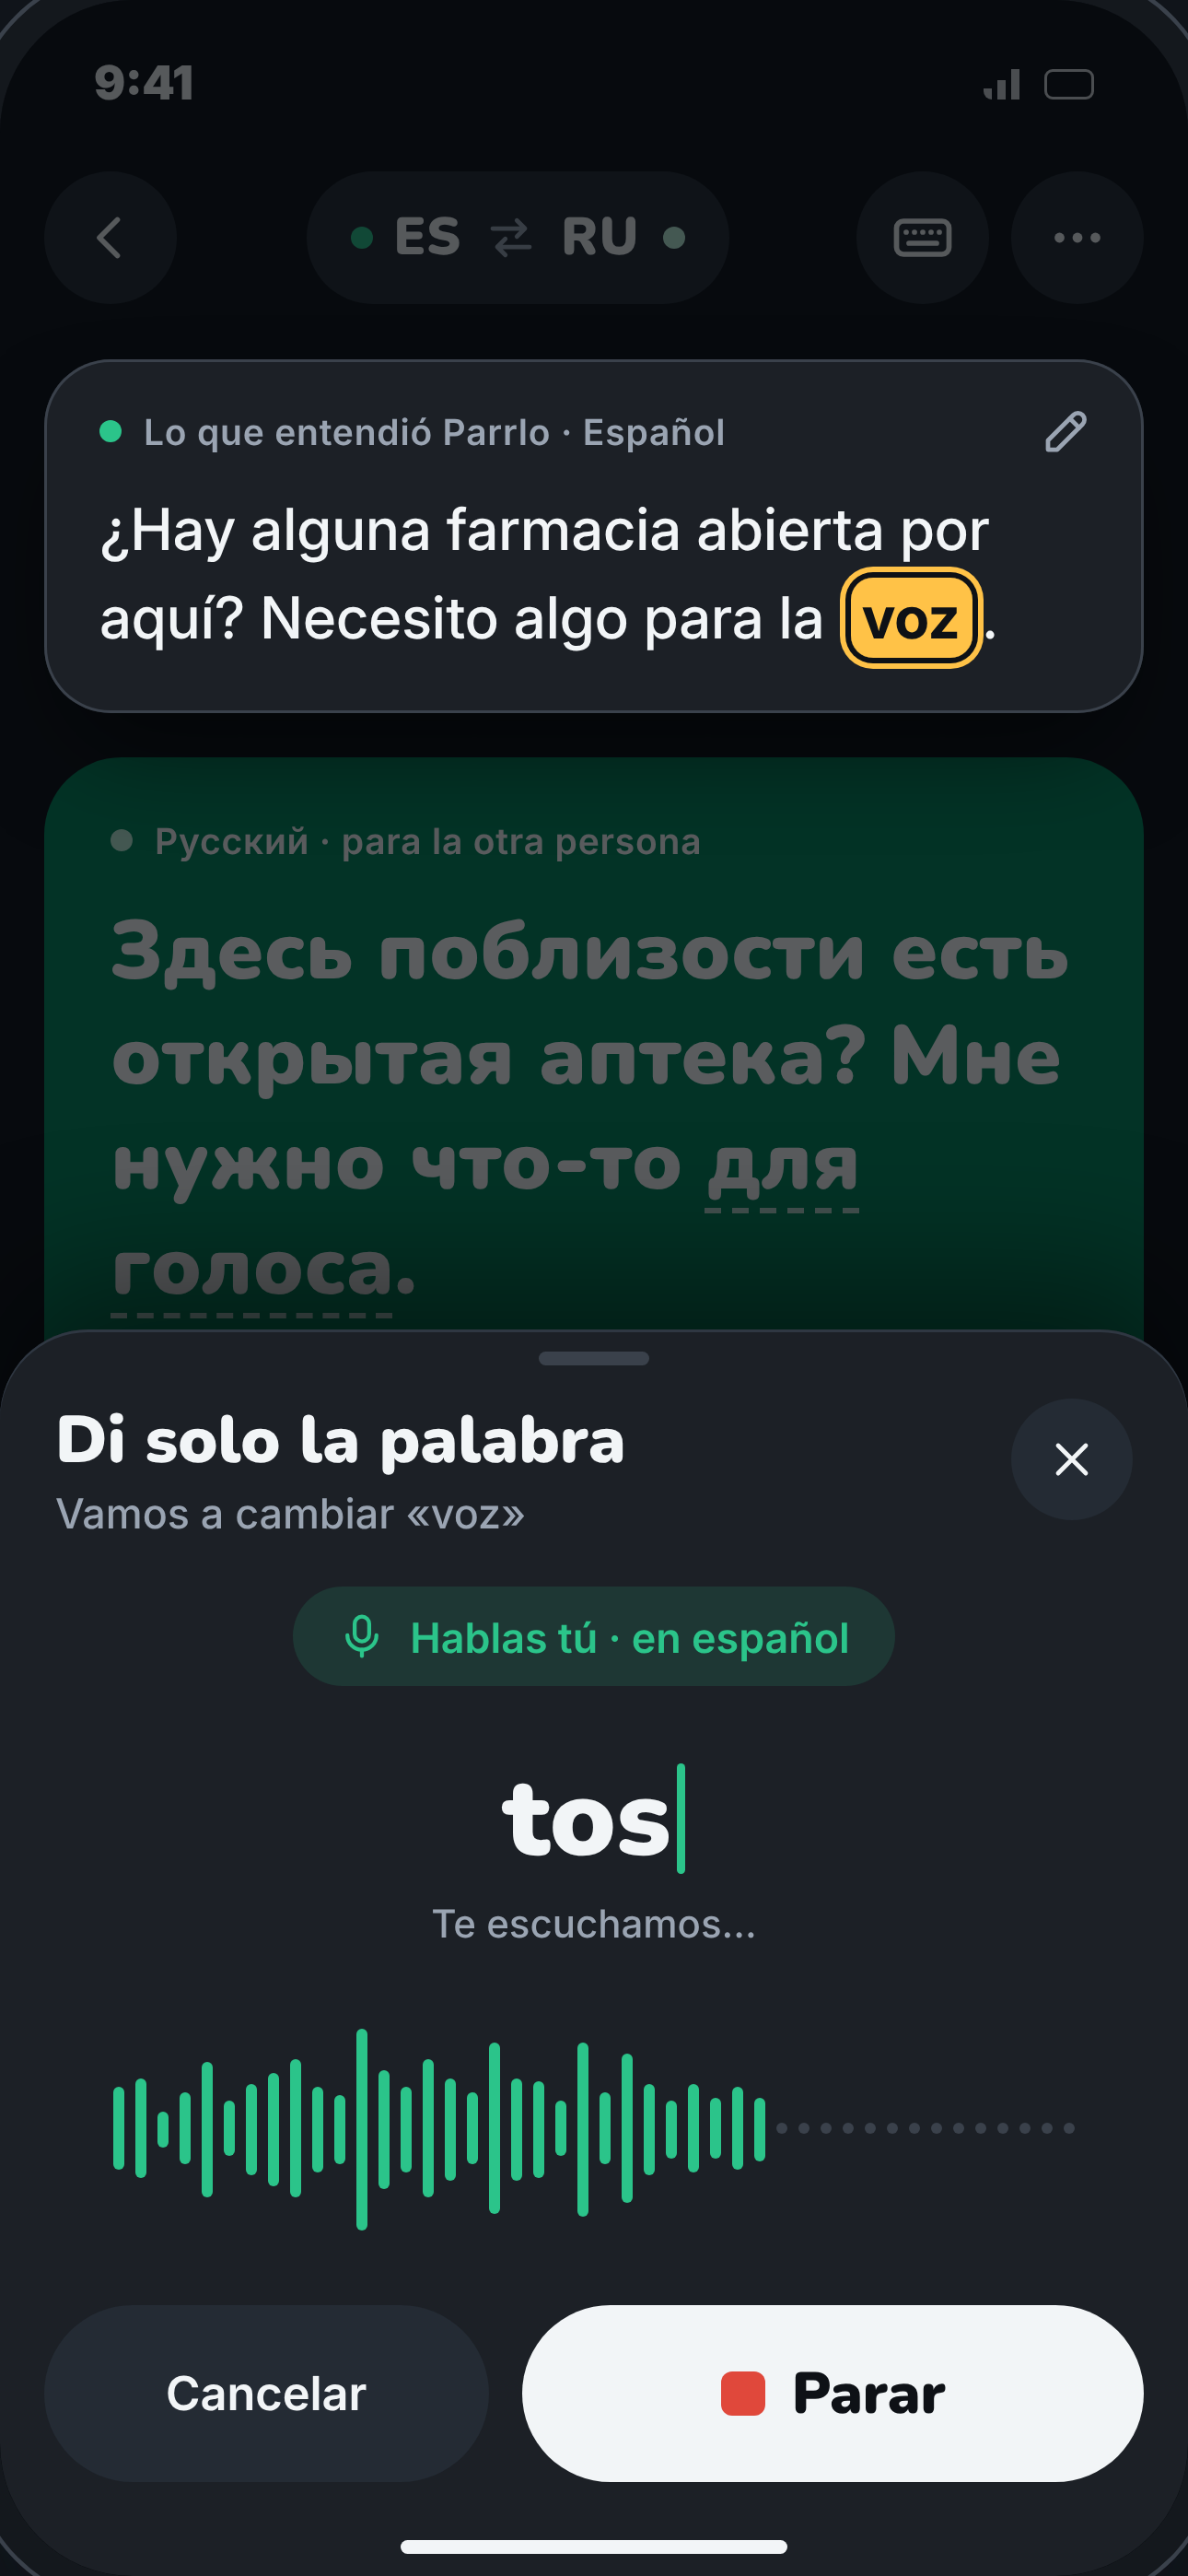 9:41
ES RU
Lo que entendió Parrlo · Español
¿Hay alguna farmacia abierta por
aquí? Necesito algo para la voz.
Русский · para la otra persona
Здесь поблизости есть
открытая аптека? Мне
нужно что-то для
голоса.
Di solo la palabra
Vamos a cambiar «voz»
Hablas tú · en español
tos
Te escuchamos...
Cancelar
Parar